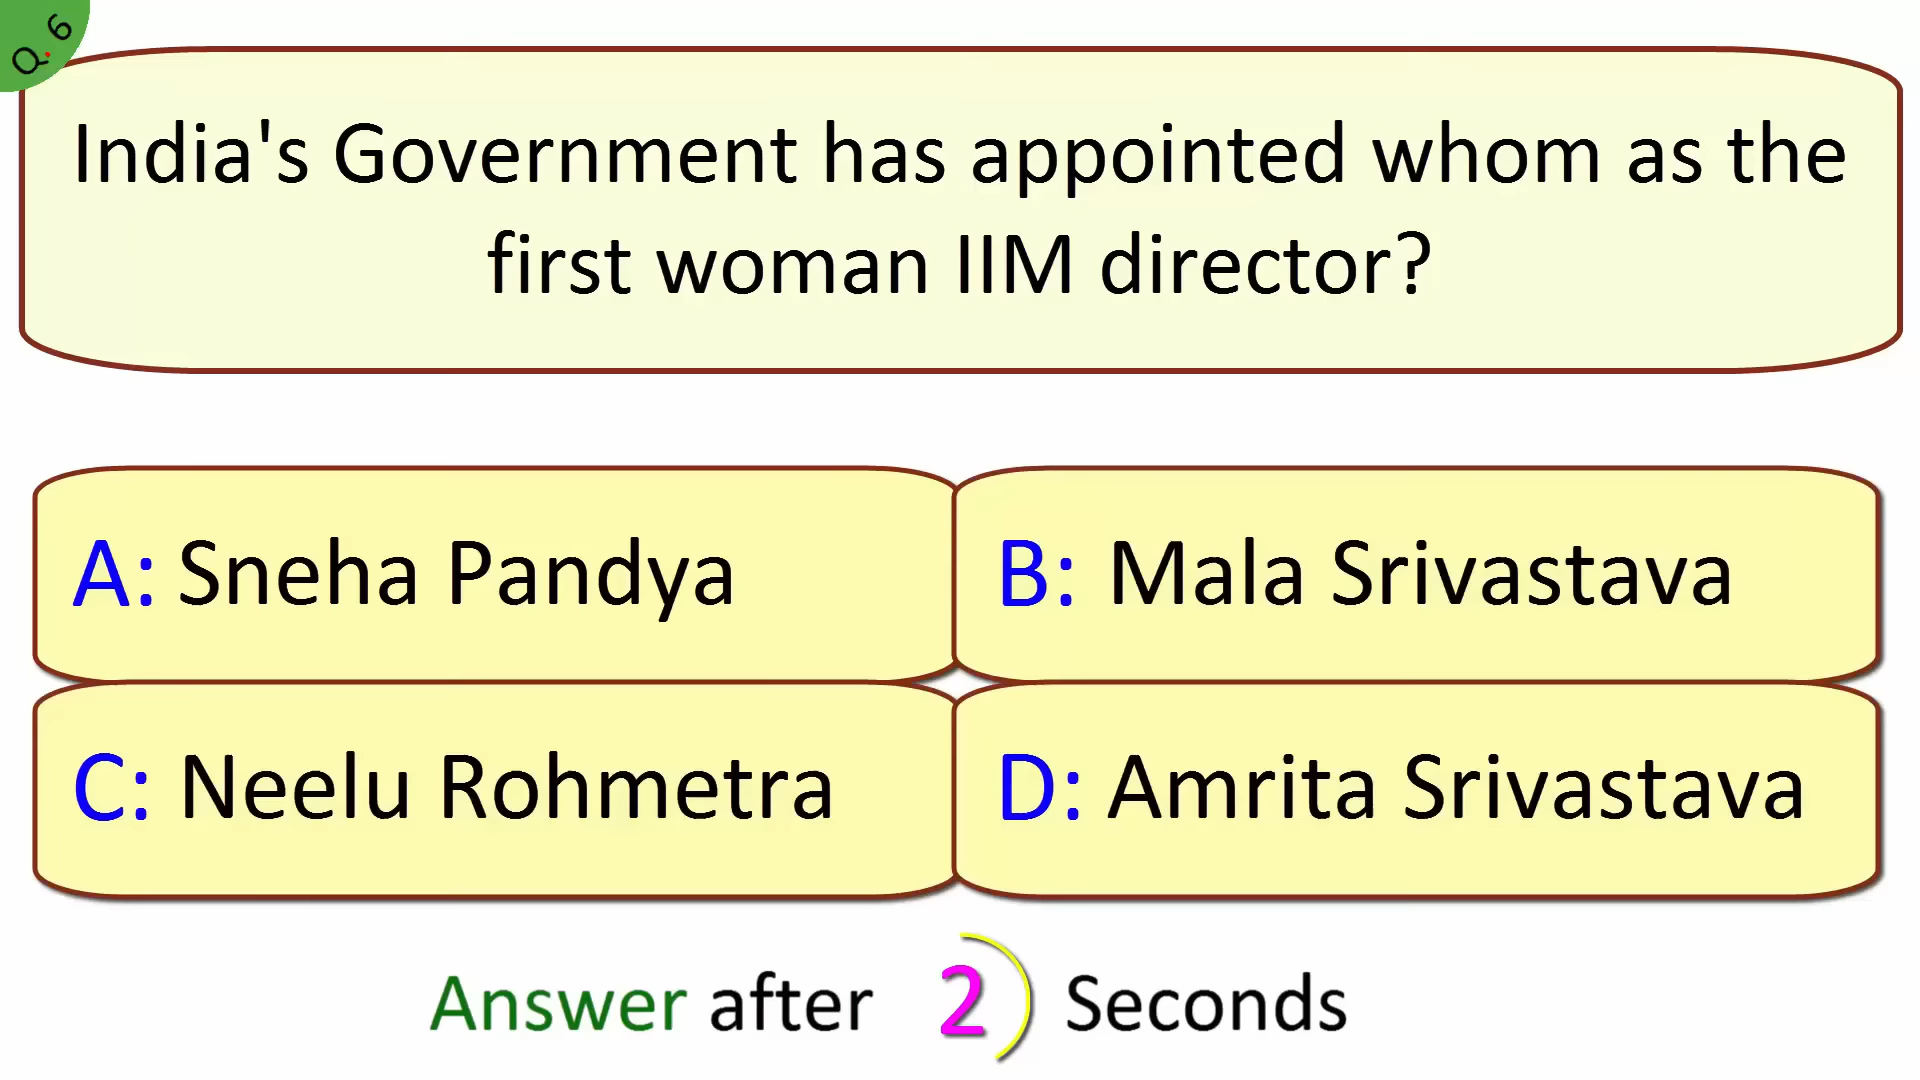 Q. 6
India's Government has appointed whom as the
first woman IIM director?
A: Sneha Pandya
B: Mala Srivastava
C: Neelu Rohmetra
D: Amrita Srivastava
Answer after 2 Seconds